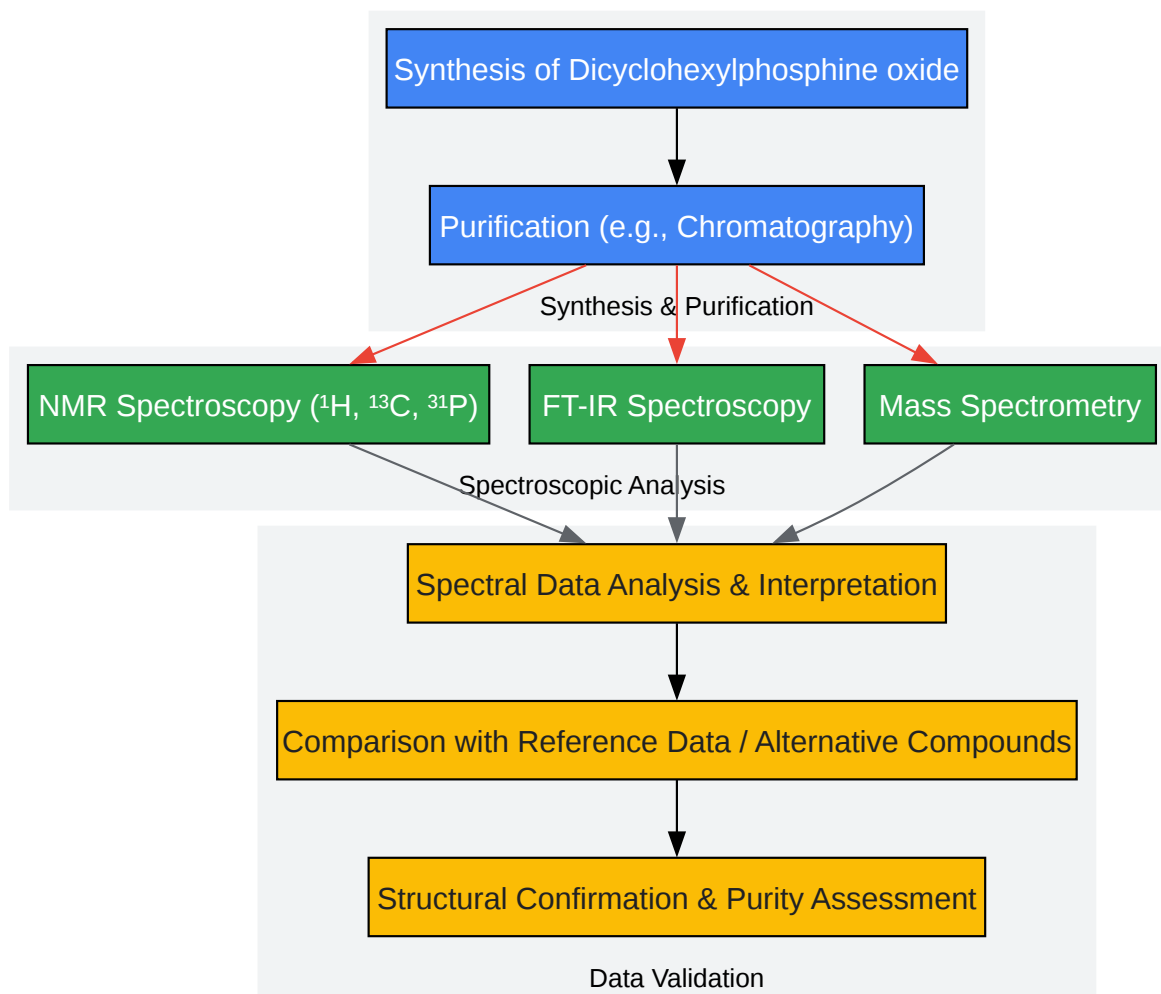 Synthesis of Dicyclohexylphosphine oxide
Purification (e.g., Chromatography)
Synthesis & Purification
NMR Spectroscopy (¹H, ¹³C, ³¹P)
FT-IR Spectroscopy
Mass Spectrometry
Spectroscopic Analysis
Spectral Data Analysis & Interpretation
Comparison with Reference Data / Alternative Compounds
Structural Confirmation & Purity Assessment
Data Validation